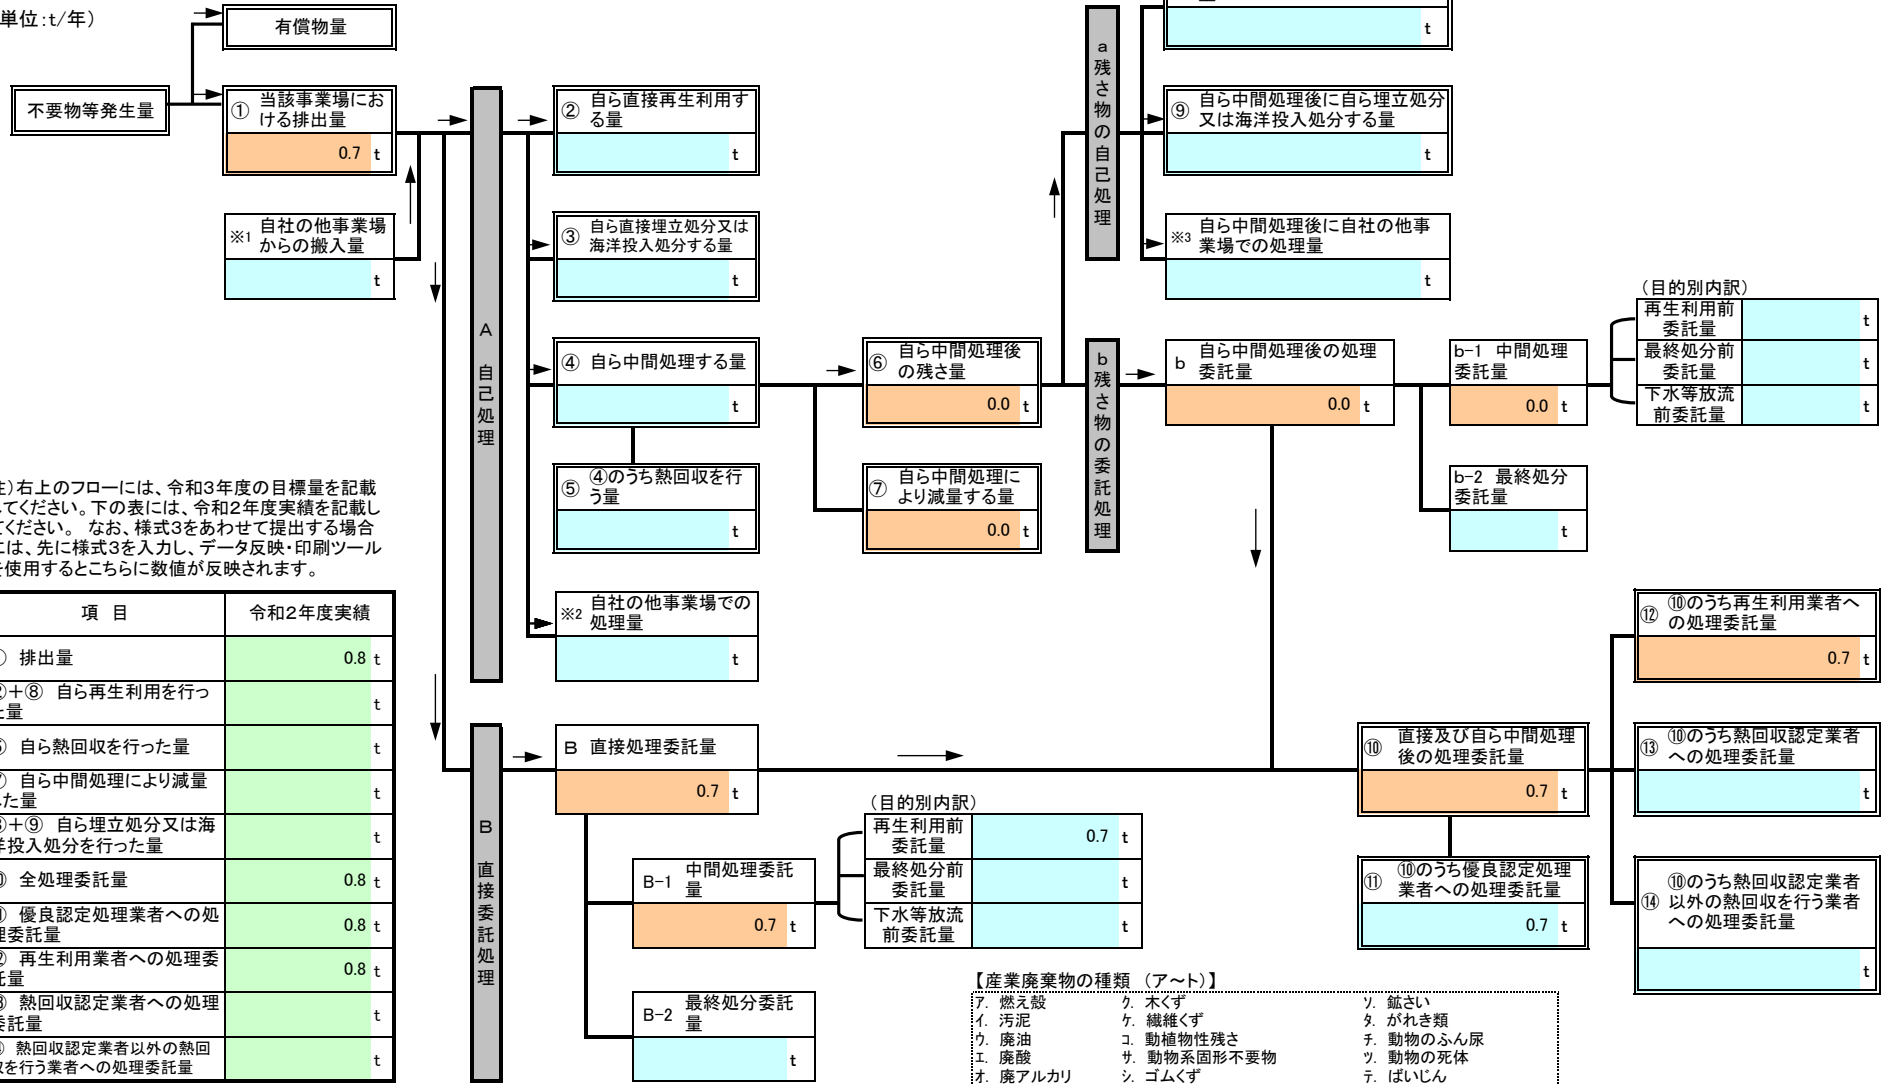 単位:t/年)
有償物量
不要物等発生量
① 当該事業場にお
ける排出量
0.7 t
※1 自社の他事業場
からの搬入量
t
A 自己処理
② 自ら直接再生利用す
る量
t
③ 自ら直接埋立処分又は
海洋投入処分する量
t
④ 自ら中間処理する量
t
⑤ ④のうち熱回収を行
う量
t
※2 自社の他事業場での
処理量
t
⑥ 自ら中間処理後
の残さ量
0.0 t
⑦ 自ら中間処理に
より減量する量
0.0 t
a 残さ物の自己処理
t
⑨ 自ら中間処理後に自ら埋立処分
又は海洋投入処分する量
t
※3 自ら中間処理後に自社の他事
業場での処理量
t
b 残さ物の委託処理
b 自ら中間処理後の処理
委託量
0.0 t
b-1 中間処理
委託量
0.0 t
b-2 最終処分
委託量
t
(目的別内訳)
再生利用前
委託量
t
最終処分前
委託量
t
下水等放流
前委託量
t
)右上のフローには、令和3年度の目標量を記載
てください。下の表には、令和2年度実績を記載し
ください。 なお、様式3をあわせて提出する場合
は、先に様式3を入力し、データ反映・印刷ツール
使用するとこちらに数値が反映されます。
項 目 令和2年度実績
排出量 0.8 t
+⑧ 自ら再生利用を行っ
量 t
自ら熱回収を行った量 t
自ら中間処理により減量
た量 t
+⑨ 自ら埋立処分又は海
投入処分を行った量 t
全処理委託量 0.8 t
優良認定処理業者への処
委託量 0.8 t
再生利用業者への処理委
量 0.8 t
熱回収認定業者への処理
託量 t
熱回収認定業者以外の熱回
を行う業者への処理委託量 t
B 直接委託処理
B 直接処理委託量
0.7 t
B-1 中間処理委託
量
0.7 t
B-2 最終処分委託
量
t
(目的別内訳)
再生利用前
委託量
0.7 t
最終処分前
委託量
t
下水等放流
前委託量
t
⑩ 直接及び自ら中間処理
後の処理委託量
0.7 t
⑪ ⑩のうち優良認定処理
業者への処理委託量
0.7 t
⑫ ⑩のうち再生利用業者へ
の処理委託量
0.7 t
⑬ ⑩のうち熱回収認定業者
への処理委託量
t
⑭ ⑩のうち熱回収認定業者
以外の熱回収を行う業者
への処理委託量
t
【産業廃棄物の種類 (ア~ト)】
ア. 燃え殻 ク. 木くず ソ. 鉱さい
イ. 汚泥 ケ. 繊維くず タ. がれき類
ウ. 廃油 コ. 動植物性残さ チ. 動物のふん尿
エ. 廃酸 サ. 動物系固形不要物 ツ. 動物の死体
オ. 廃アルカリ シ. ゴムくず テ. ばいじん